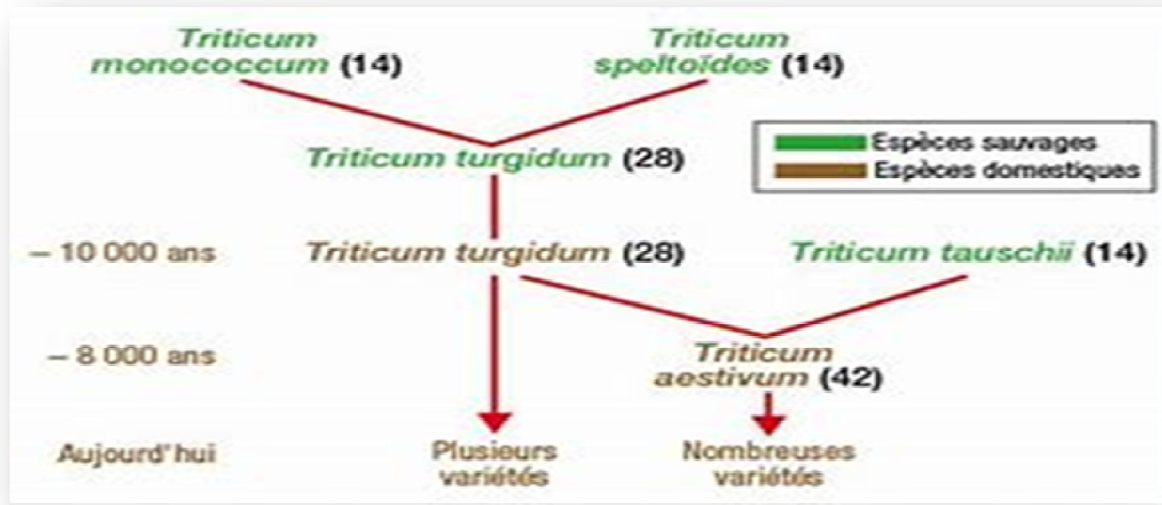 Triticum
monococcum (14)
Triticum
speltoïdes (14)
Triticum turgidum (28)
Espèces sauvages
Espèces domestiques
– 10 000 ans
Triticum turgidum (28)
Triticum tauschii (14)
– 8 000 ans
Triticum
aestivum (42)
Aujourd'hui
Plusieurs
variétés
Nombreuses
variétés